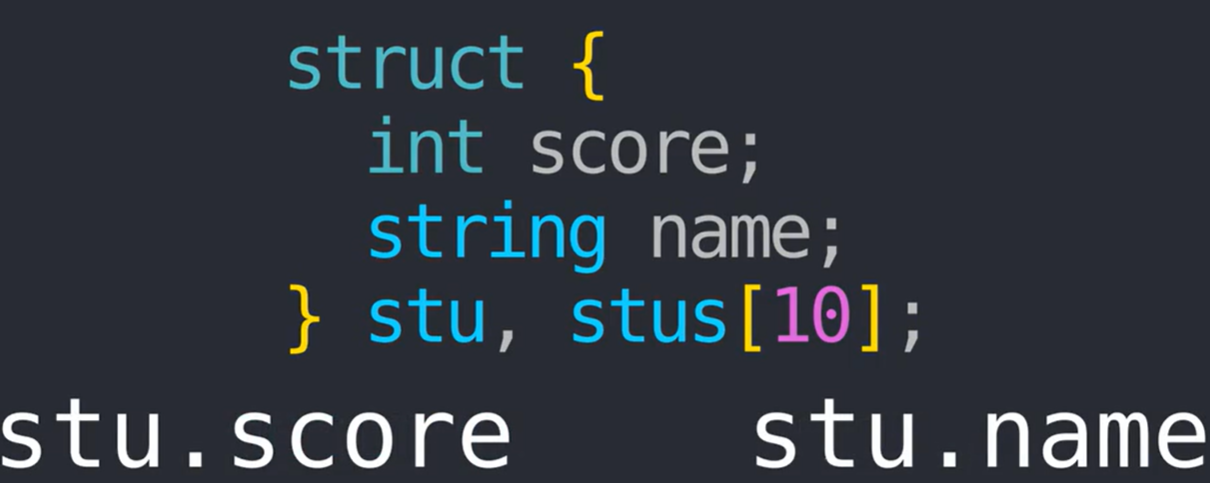 struct {
int score;
string name;
} stu, stus[10];
stu.score stu.name